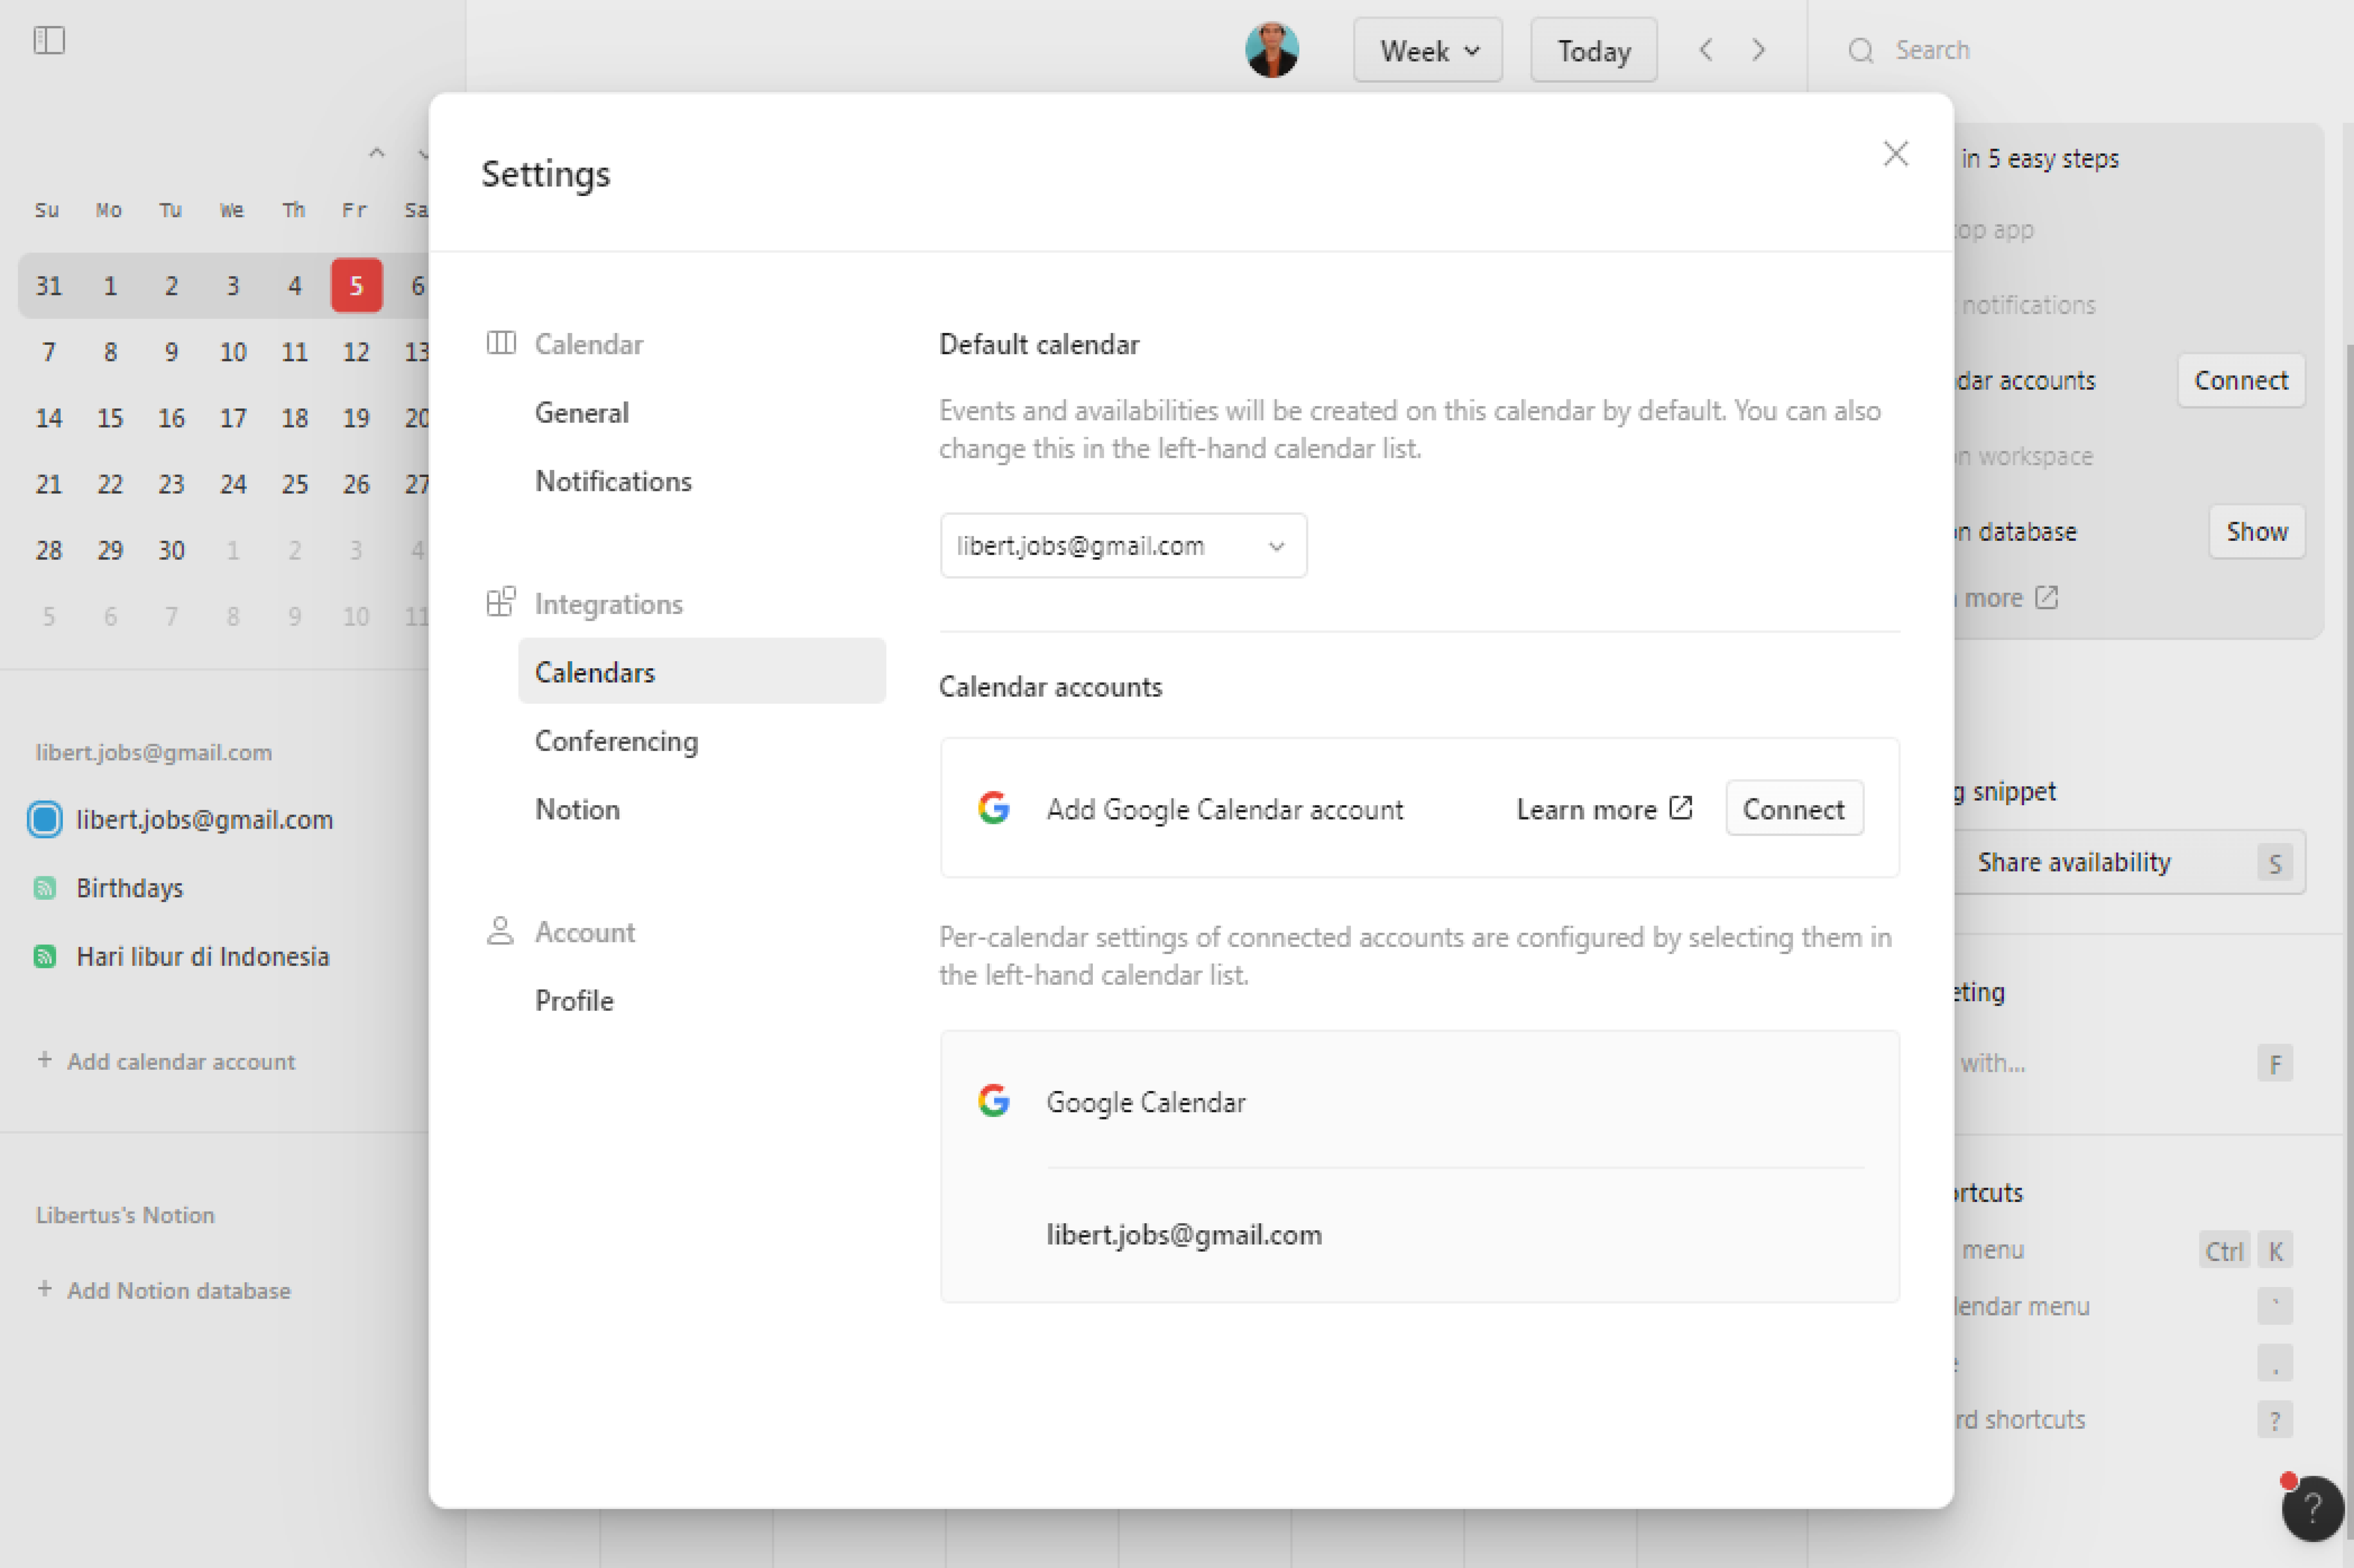 Week
Today
Search
Su Mo Tu We Th Fr Sa
31 1 2 3 4 5 6
7 8 9 10 11 12 13
14 15 16 17 18 19 20
21 22 23 24 25 26 27
28 29 30 1 2 3 4
5 6 7 8 9 10 11
libert.jobs@gmail.com
libert.jobs@gmail.com
Birthdays
Hari libur di Indonesia
+ Add calendar account
Libertus's Notion
+ Add Notion database
Settings
Calendar
General
Notifications
Integrations
Calendars
Conferencing
Notion
Account
Profile
Default calendar
Events and availabilities will be created on this calendar by default. You can also
change this in the left-hand calendar list.
libert.jobs@gmail.com
Calendar accounts
Add Google Calendar account Learn more Connect
Per-calendar settings of connected accounts are configured by selecting them in
the left-hand calendar list.
Google Calendar
libert.jobs@gmail.com
in 5 easy steps
app
notifications
accounts Connect
workspace
database Show
more
snippet
Share availability S
with... F
menu Ctrl K
menu `
.
shortcuts ?
?